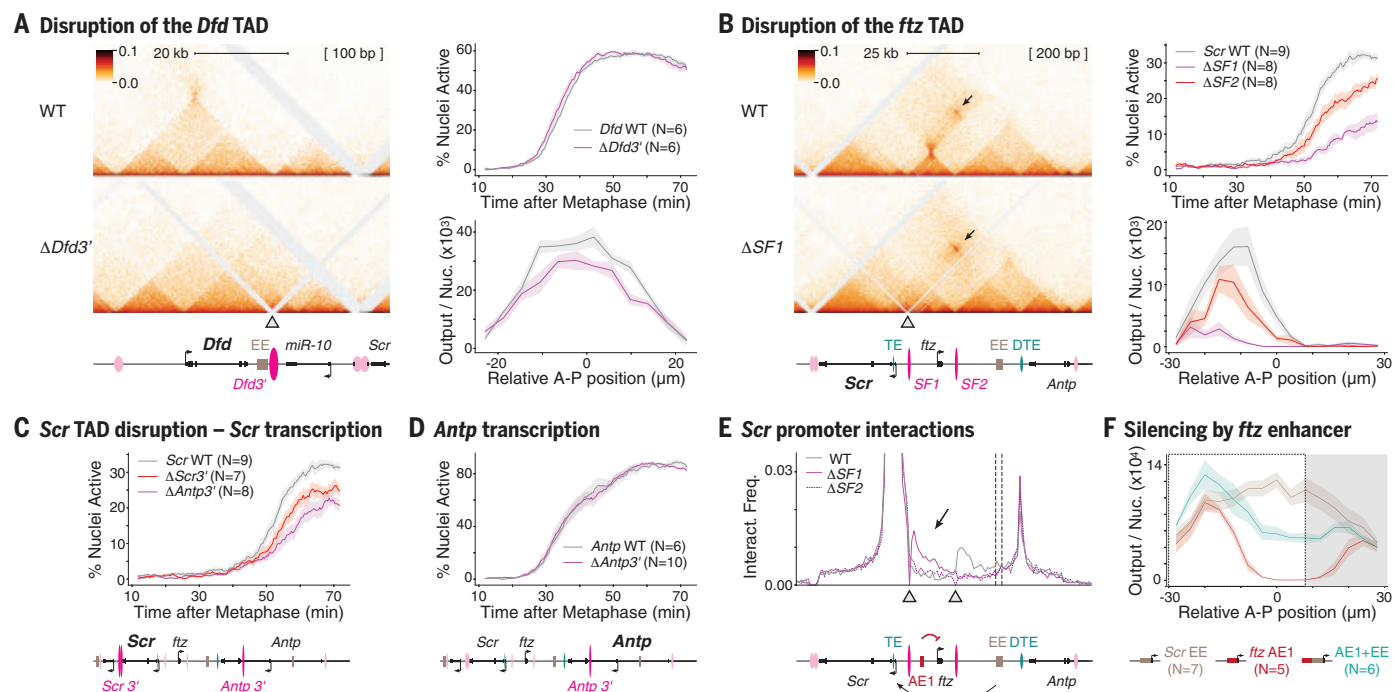 A Disruption of the Dfd TAD
0.1
0.0
20 kb
[ 100 bp ]
WT
ΔDfd3'
Dfd
EE
miR-10
Scr
Dfd3'
% Nuclei Active
60
40
20
0
Dfd WT (N=6)
ΔDfd3' (N=6)
10 30 50 70
Time after Metaphase (min)
Output / Nuc. (x10³)
40
20
0
-20 0 20
Relative A-P position (µm)
B Disruption of the ftz TAD
0.1
0.0
25 kb
[ 200 bp ]
WT
ΔSF1
TE
ftz
EE
DTE
Scr
SF1
SF2
Antp
% Nuclei Active
30
20
10
0
Scr WT (N=9)
ΔSF1 (N=8)
ΔSF2 (N=8)
10 30 50 70
Time after Metaphase (min)
Output / Nuc. (x10³)
20
10
0
-30 0 30
Relative A-P position (µm)
C Scr TAD disruption – Scr transcription
% Nuclei Active
30
20
10
0
Scr WT (N=9)
ΔScr3' (N=7)
ΔAntp3' (N=8)
10 30 50 70
Time after Metaphase (min)
Scr
ftz
Antp
Scr 3'
Antp 3'
D Antp transcription
% Nuclei Active
80
40
0
Antp WT (N=6)
ΔAntp3' (N=10)
10 30 50 70
Time after Metaphase (min)
Scr
ftz
Antp
Antp 3'
E Scr promoter interactions
Interact. Freq.
0.03
0.00
WT
ΔSF1
ΔSF2
TE
EE
DTE
Scr
AE1
ftz
Antp
F Silencing by ftz enhancer
Output / Nuc. (x10⁴)
14
8
0
-30 0 30
Relative A-P position (µm)
Scr EE
(N=7)
ftz AE1
(N=5)
AE1+EE
(N=6)